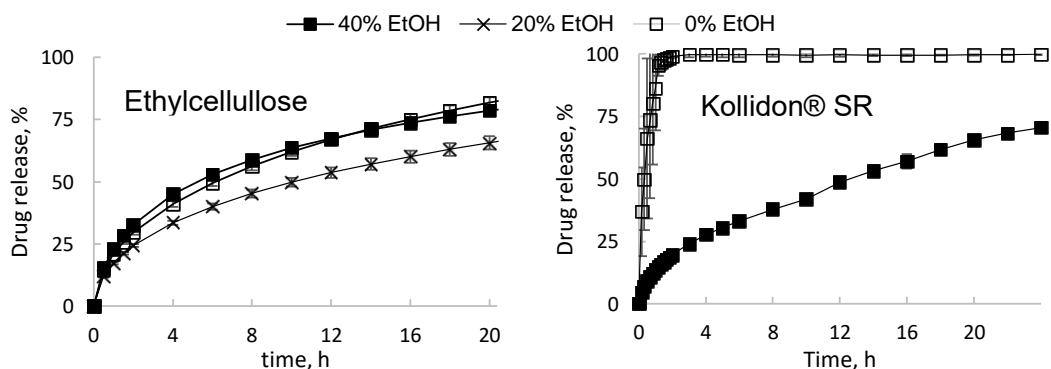 40% EtOH 20% EtOH 0% EtOH
Drug release, %
100
75
50
25
0
Ethylcellullose
0 4 8 12 16 20
time, h
Drug release, %
100
75
50
25
0
Kollidon® SR
0 4 8 12 16 20
Time, h